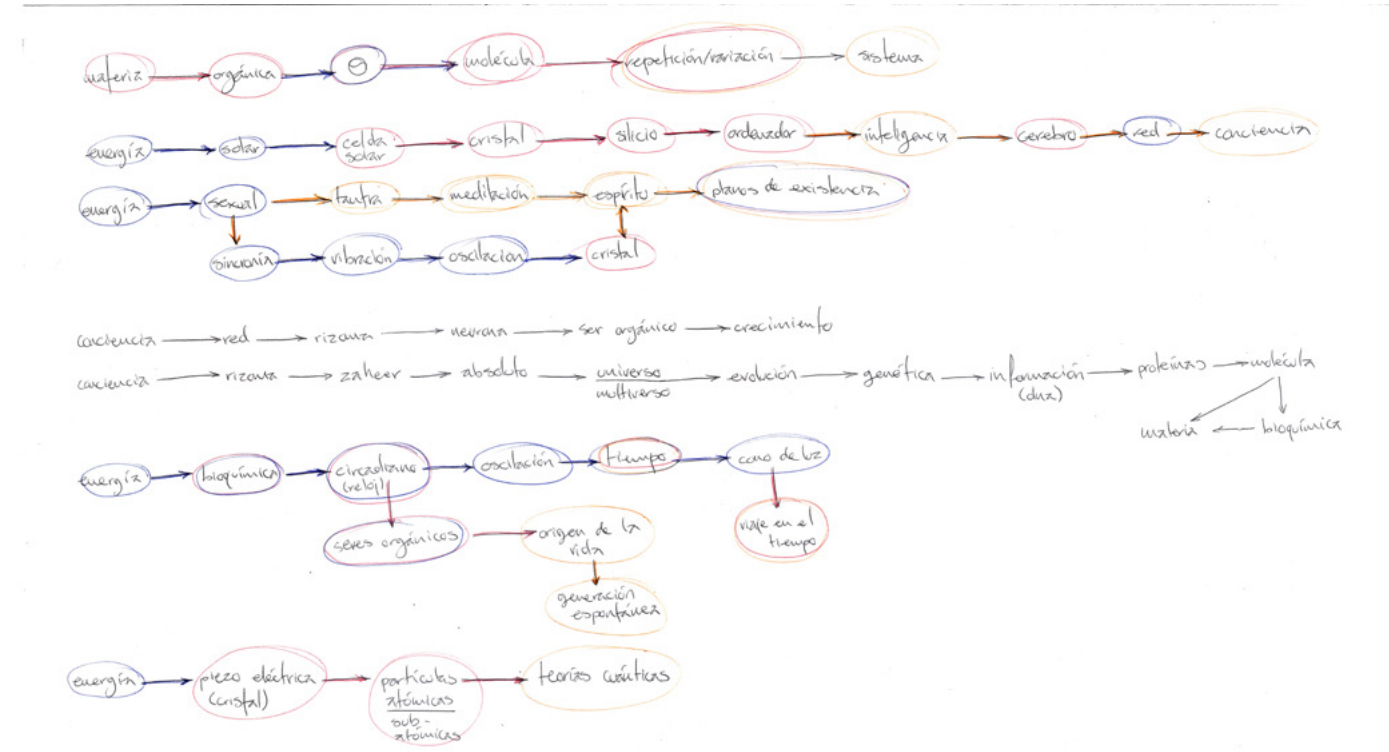 materia → orgánica → ⊖ → molécula → repetición/variación → sistema
energía → solar → celda solar → cristal → silicio → ordenador → inteligencia → cerebro → red → conciencia
energía → sexual → tantra → meditación → espíritu → planos de existencia
sincronía → vibración → oscilación → cristal
conciencia → red → rizoma → neurona → ser orgánico → crecimiento
conciencia → rizoma → zaheer → absoluto → universo → evolución → genética → información → proteínas → molécula
multiverso
(dna)
materia ← bioquímica
energía → bioquímica → circadiano → oscilación → tiempo → cono de luz
(reloj)
seres orgánicos → origen de la
vida
viaje en el
tiempo
generación
espontánea
energía → piezo eléctrica → partículas → teorías cuánticas
(cristal)
atómicas
sub-
atómicas